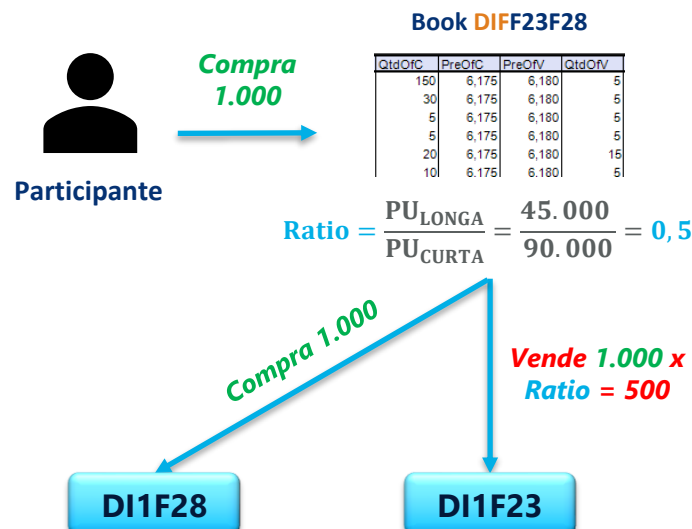 Book DIFF23F28
Compra
1.000
QtdOfC PreOfC PreOfV QtdOfV
150 6,175 6,180 5
30 6,175 6,180 5
5 6,175 6,180 5
5 6,175 6,180 5
20 6,175 6,180 15
10 6.175 6.180 5
Participante
Ratio = PU_LONGA / PU_CURTA = 45.000 / 90.000 = 0,5
Compra 1.000
Vende 1.000 x
Ratio = 500
DI1F28
DI1F23